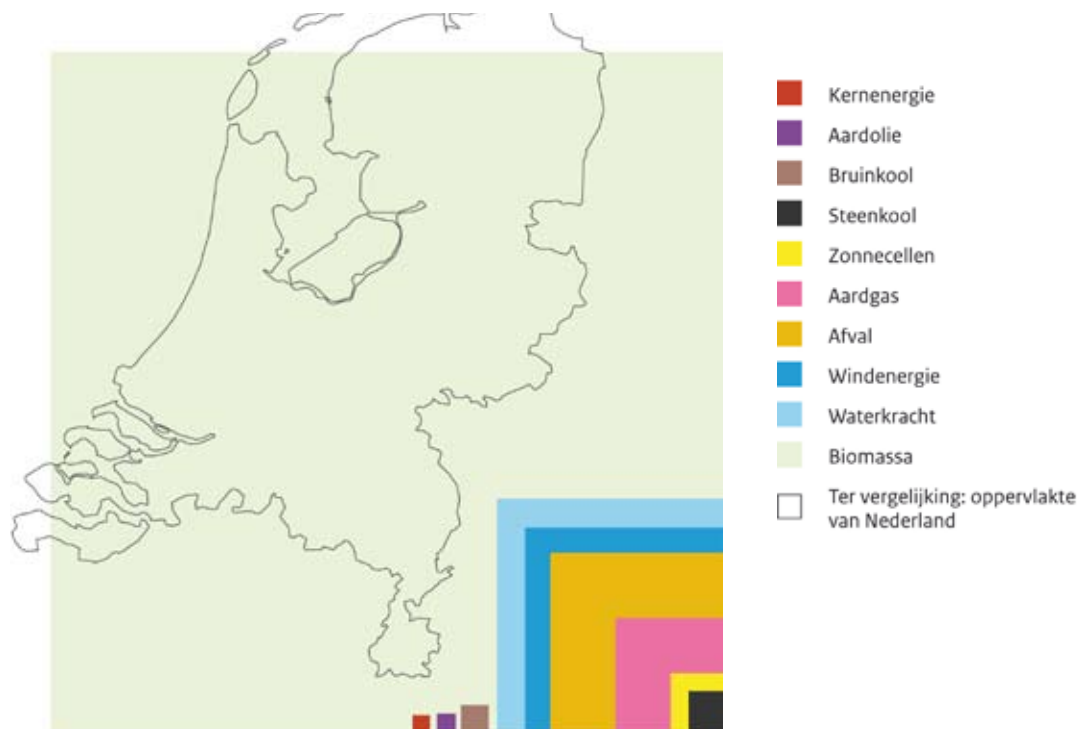 Kernenergie
Aardolie
Bruinkool
Steenkool
Zonnecellen
Aardgas
Afval
Windenergie
Waterkracht
Biomassa
Ter vergelijking: oppervlakte
van Nederland